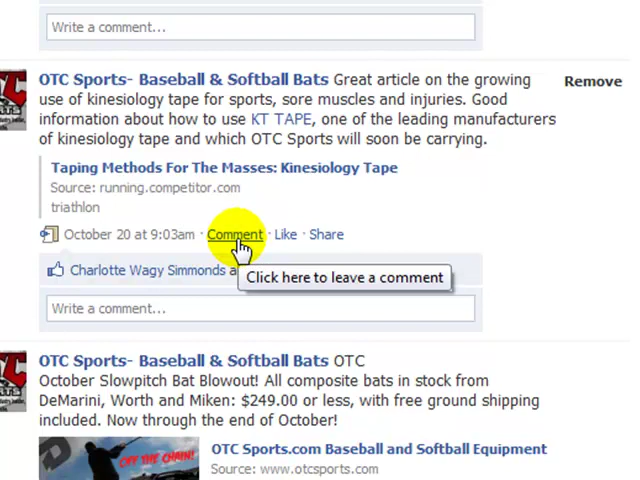 Write a comment...
OTC Sports- Baseball & Softball Bats Great article on the growing
Remove
use of kinesiology tape for sports, sore muscles and injuries. Good
information about how to use KT TAPE, one of the leading manufacturers
of kinesiology tape and which OTC Sports will soon be carrying.
Taping Methods For The Masses: Kinesiology Tape
Source: running.competitor.com
triathlon
October 20 at 9:03am · Comment · Like · Share
Charlotte Wagy Simmonds a
Click here to leave a comment
Write a comment...
OTC Sports- Baseball & Softball Bats OTC
October Slowpitch Bat Blowout! All composite bats in stock from
DeMarini, Worth and Miken: $249.00 or less, with free ground shipping
included. Now through the end of October!
OFF THE CHAIN!
OTC Sports.com Baseball and Softball Equipment
Source: www.otcsports.com